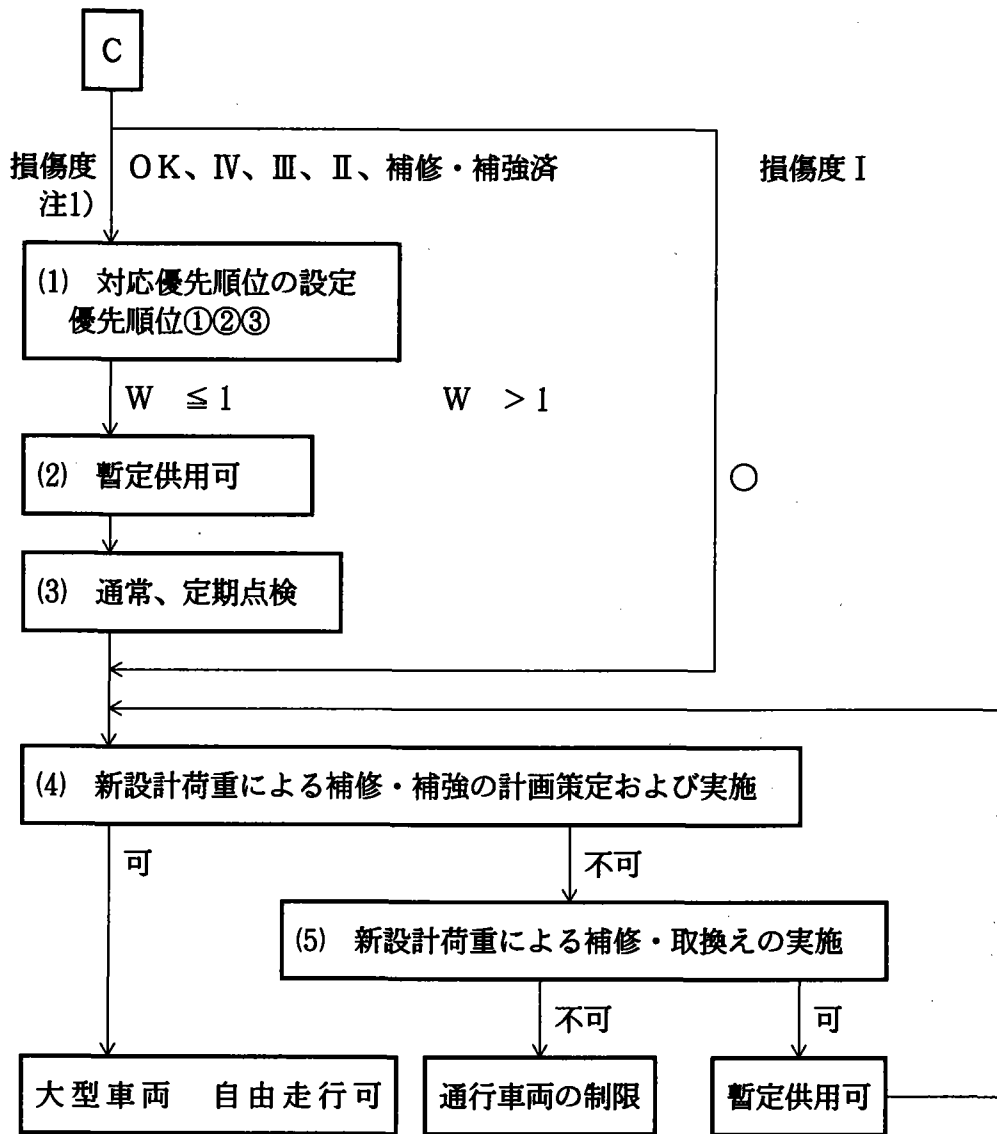 C
損傷度 OK、Ⅳ、Ⅲ、Ⅱ、補修・補強済 損傷度Ⅰ
注1)
(1) 対応優先順位の設定
優先順位①②③
W ≦1 W >1
(2) 暫定供用可
○
(3) 通常、定期点検
(4) 新設計荷重による補修・補強の計画策定および実施
可 不可
(5) 新設計荷重による補修・取換えの実施
不可 可
大型車両 自由走行可 通行車両の制限 暫定供用可